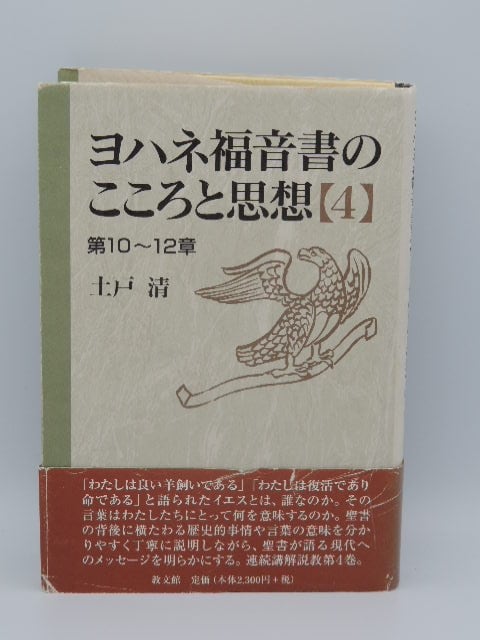 ヨハネ福音書の
こころと思想【4】
第10～12章
土戸 清
「わたしは良い羊飼いである」「わたしは復活であり
命である」と語られたイエスとは、誰なのか。その
言葉はわたしたちにとって何を意味するのか。聖書
の背後に横たわる歴史的事情や言葉の意味を分か
りやすく丁寧に説明しながら、聖書が語る現代へ
のメッセージを明らかにする。連続講解説教第4巻。
教文館 定価(本体2,300円+税)